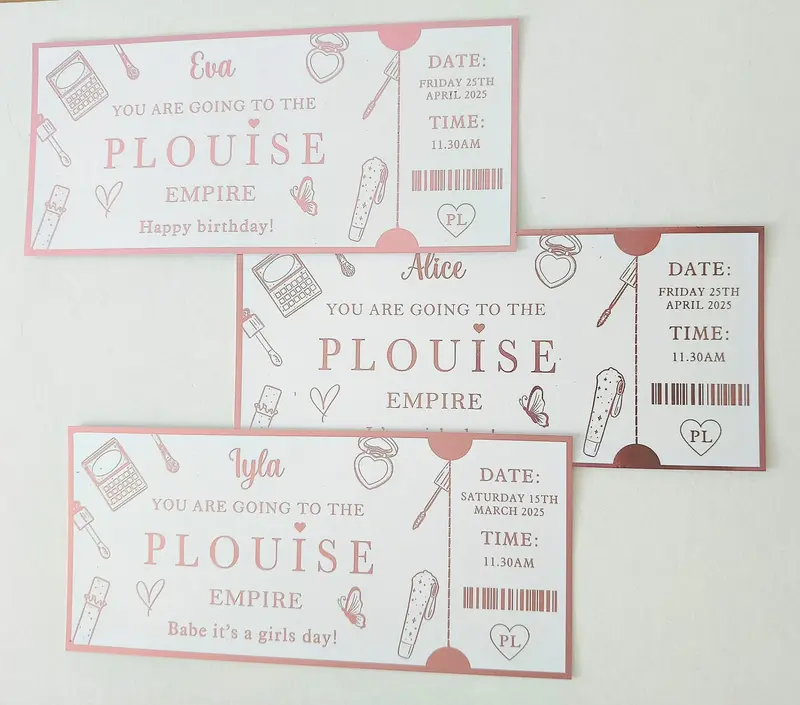 Eva
YOU ARE GOING TO THE
PLOUISE
EMPIRE
Happy birthday!
DATE:
FRIDAY 25TH
APRIL 2025
TIME:
11.30AM
PL
Alice
YOU ARE GOING TO THE
PLOUISE
EMPIRE
DATE:
FRIDAY 25TH
APRIL 2025
TIME:
11.30AM
PL
Iyla
YOU ARE GOING TO THE
PLOUISE
EMPIRE
Babe it's a girls day!
DATE:
SATURDAY 15TH
MARCH 2025
TIME:
11.30AM
PL